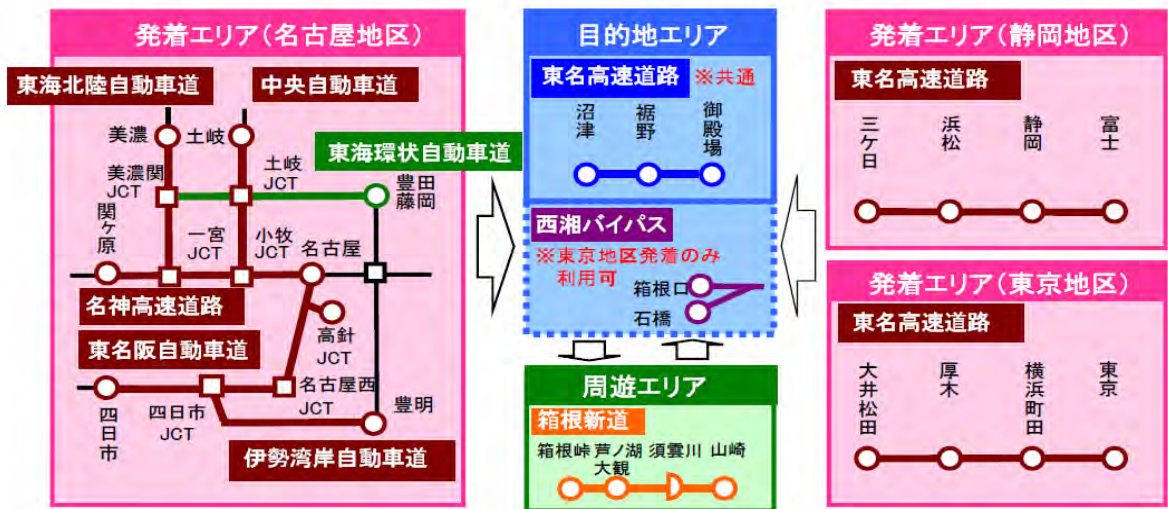 発着エリア(名古屋地区)
東海北陸自動車道
中央自動車道
美濃
土岐
東海環状自動車道
美濃関
JCT
土岐
JCT
豊田
藤岡
関ヶ原
一宮
JCT
小牧
JCT
名古屋
名神高速道路
高針
JCT
東名阪自動車道
四日市
四日市
JCT
名古屋西
JCT
豊明
伊勢湾岸自動車道
目的地エリア
東名高速道路 ※共通
沼津
裾野
御殿場
西湘バイパス
※東京地区発着のみ
利用可
箱根口
石橋
周遊エリア
箱根新道
箱根峠 芦ノ湖 須雲川 山崎
大観
発着エリア(静岡地区)
東名高速道路
三ケ日
浜松
静岡
富士
発着エリア(東京地区)
東名高速道路
大井松田
厚木
横浜町田
東京